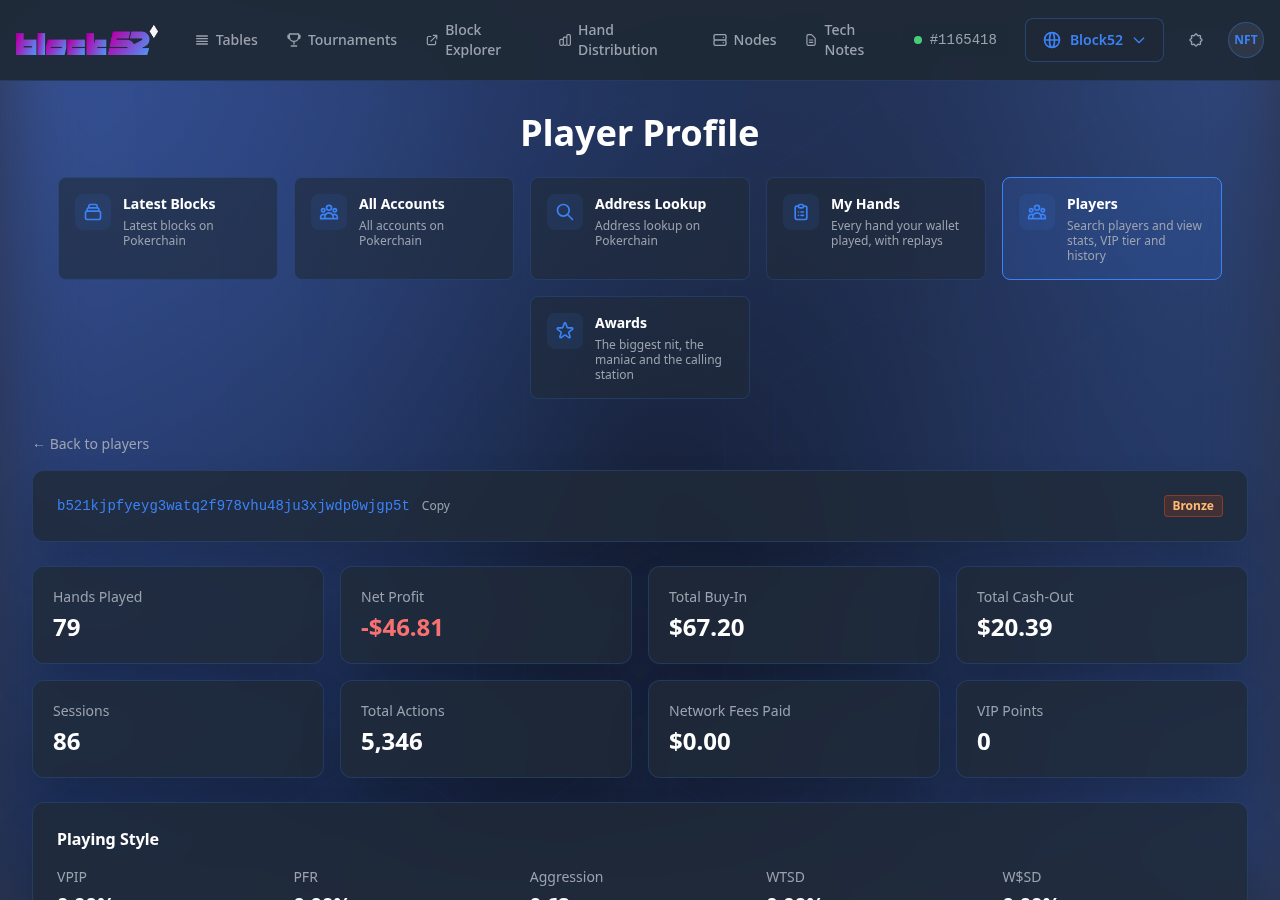 block52
Tables
Tournaments
Block
Explorer
Hand
Distribution
Nodes
Tech
Notes
#1165418
Block52
NFT
Player Profile
Latest Blocks
Latest blocks on
Pokerchain
All Accounts
All accounts on
Pokerchain
Address Lookup
Address lookup on
Pokerchain
My Hands
Every hand your wallet
played, with replays
Players
Search players and view
stats, VIP tier and
history
Awards
The biggest nit, the
maniac and the calling
station
← Back to players
b521kjpfyeyg3watq2f978vhu48ju3xjwdp0wjgp5t Copy
Bronze
Hands Played
79
Net Profit
-$46.81
Total Buy-In
$67.20
Total Cash-Out
$20.39
Sessions
86
Total Actions
5,346
Network Fees Paid
$0.00
VIP Points
0
Playing Style
VPIP
PFR
Aggression
WTSD
W$SD